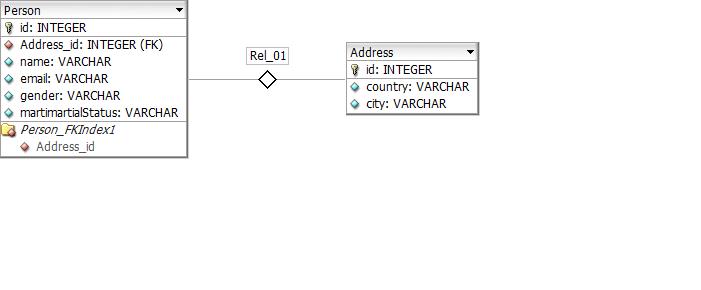 Person
id: INTEGER
Address_id: INTEGER (FK)
name: VARCHAR
email: VARCHAR
gender: VARCHAR
martimartialStatus: VARCHAR
Person_FKIndex1
Address_id
Rel_01
Address
id: INTEGER
country: VARCHAR
city: VARCHAR